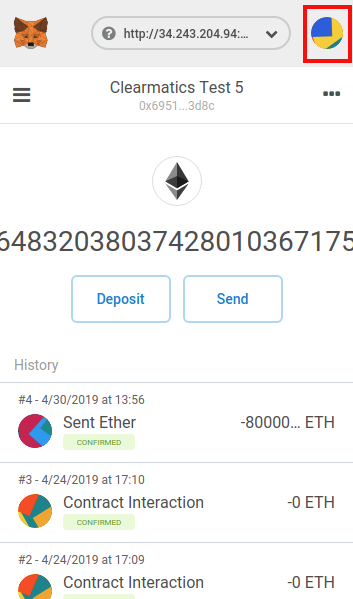 http://34.243.204.94:...
Clearmatics Test 5
0x6951...3d8c
648320380374280103671​75
Deposit
Send
History
#4 - 4/30/2019 at 13:56
Sent Ether
-80000... ETH
CONFIRMED
#3 - 4/24/2019 at 17:10
Contract Interaction
-0 ETH
CONFIRMED
#2 - 4/24/2019 at 17:09
Contract Interaction
-0 ETH